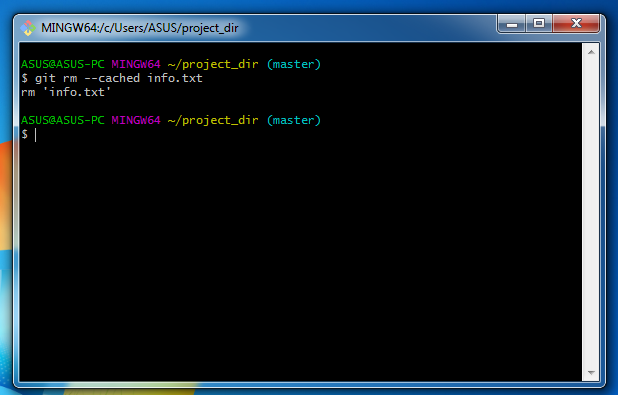 MINGW64:/c/Users/ASUS/project_dir
ASUS@ASUS-PC MINGW64 ~/project_dir (master)
$ git rm --cached info.txt
rm 'info.txt'
ASUS@ASUS-PC MINGW64 ~/project_dir (master)
$